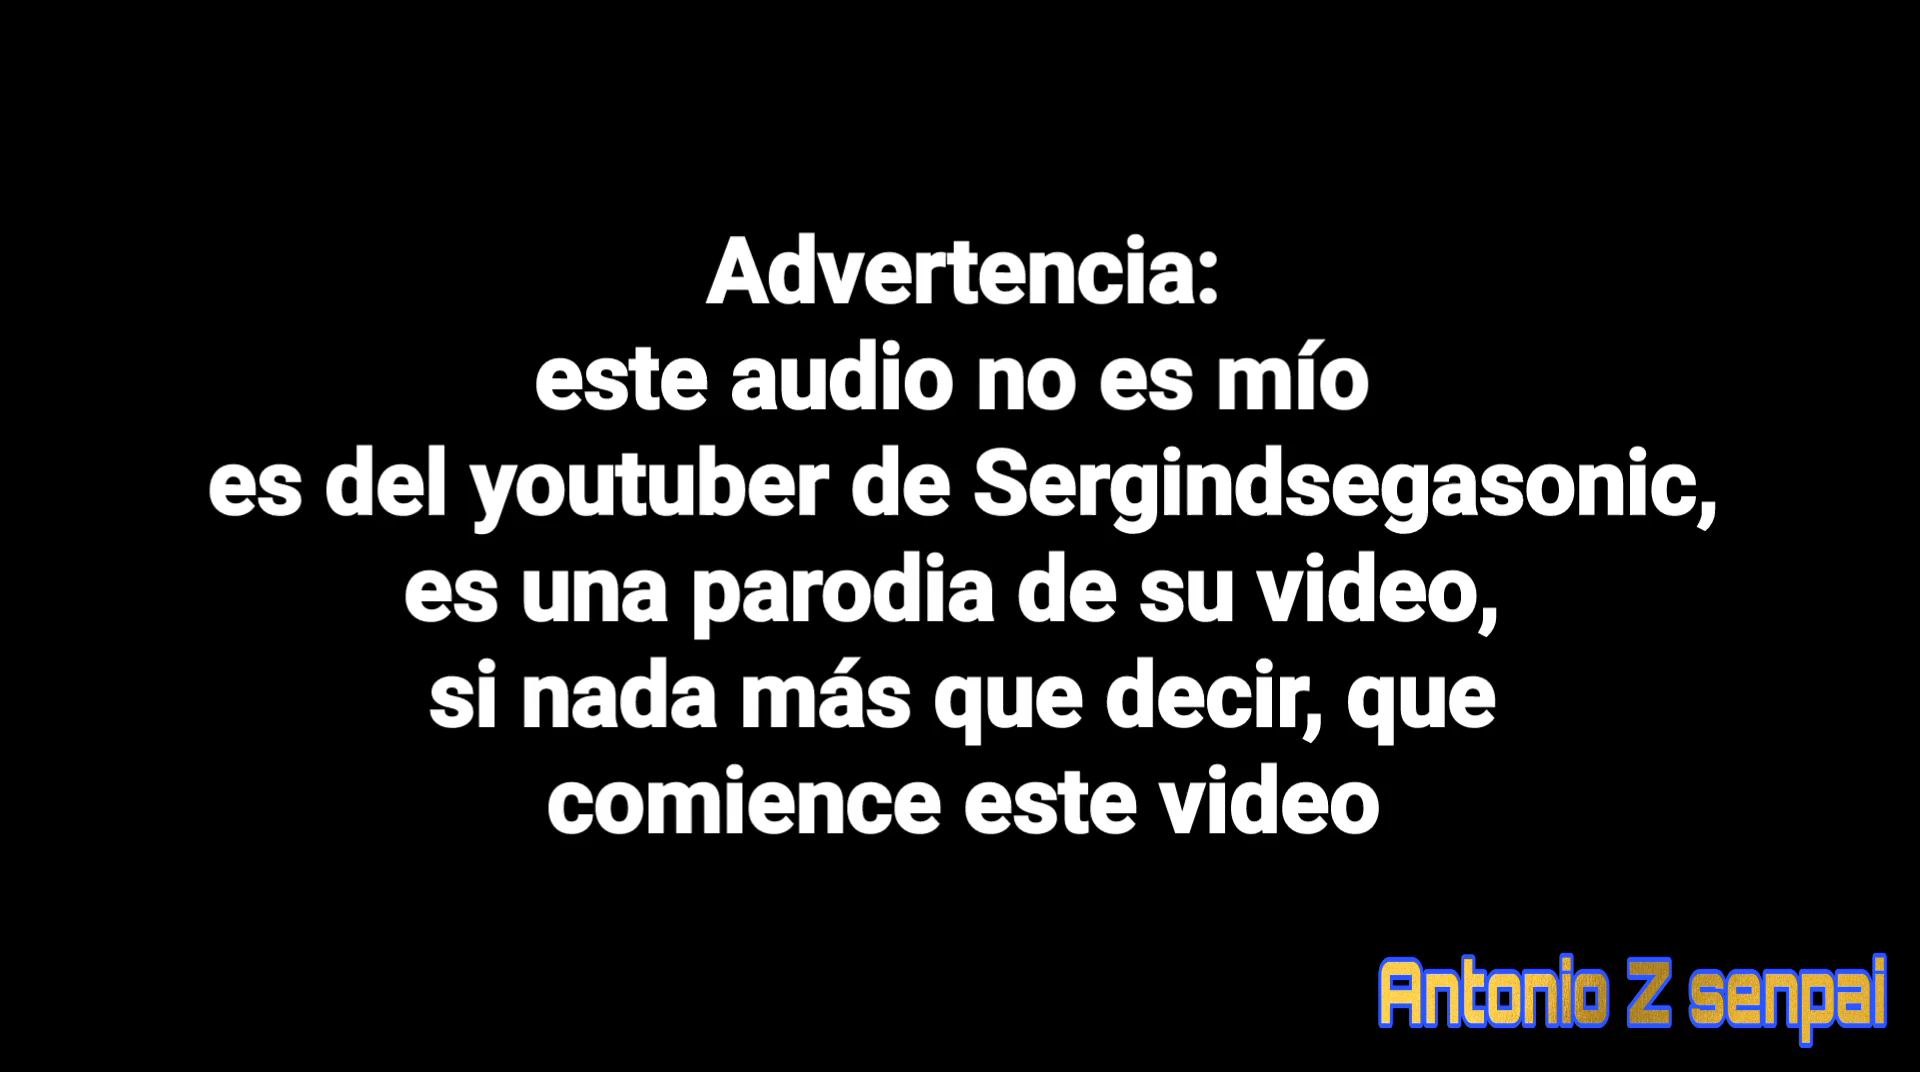 Advertencia:
este audio no es mío
es del youtuber de Sergindsegasonic,
es una parodia de su video,
si nada más que decir, que
comience este video
Antonio Z senpai